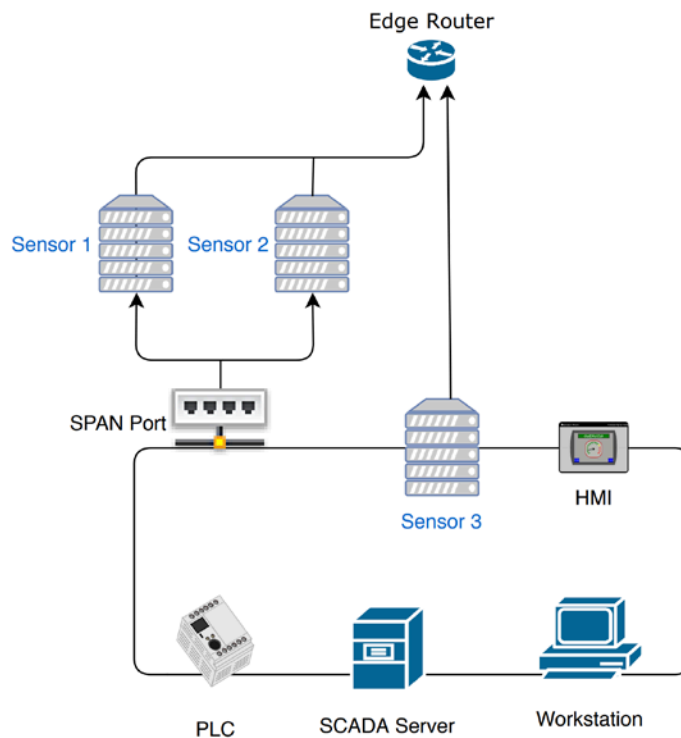 Edge Router
Sensor 1
Sensor 2
SPAN Port
Sensor 3
HMI
PLC
SCADA Server
Workstation